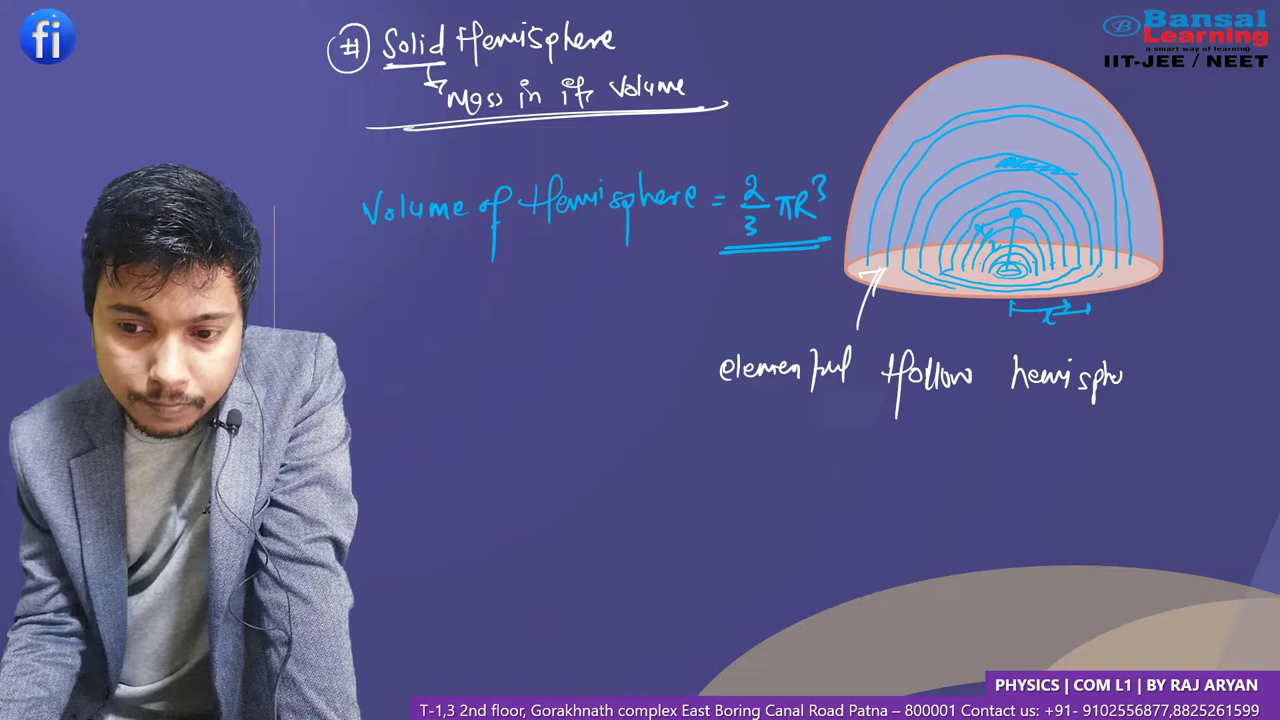 fi
# Solid Hemisphere
Mass in its Volume
B Bansal
Learning
a smart way of learning
IIT-JEE / NEET
Volume of Hemisphere = 2/3 πR³
x
elemental Hollow hemisphe
PHYSICS | COM L1 | BY RAJ ARYAN
T-1,3 2nd floor, Gorakhnath complex East Boring Canal Road Patna – 800001 Contact us: +91- 9102556877,8825261599